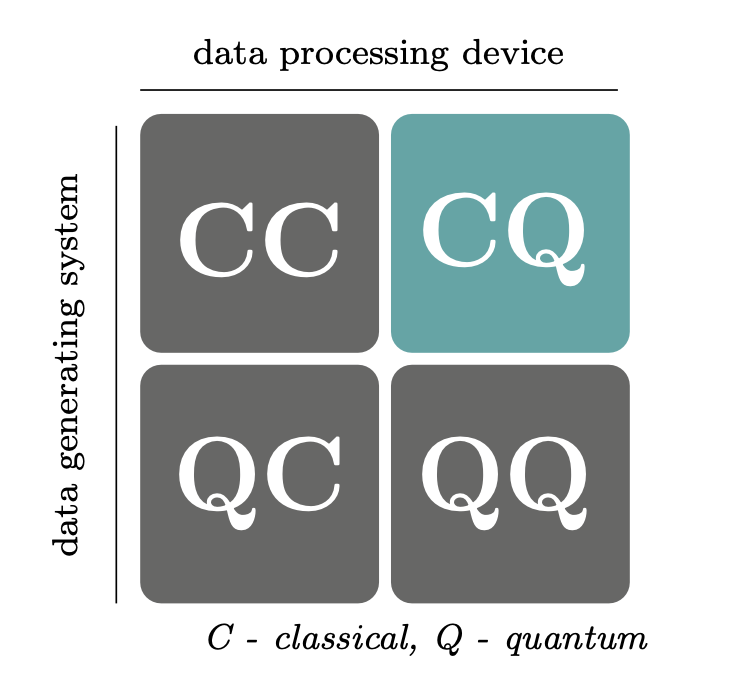 data processing device
data generating system
CC
CQ
QC
QQ
C - classical, Q - quantum